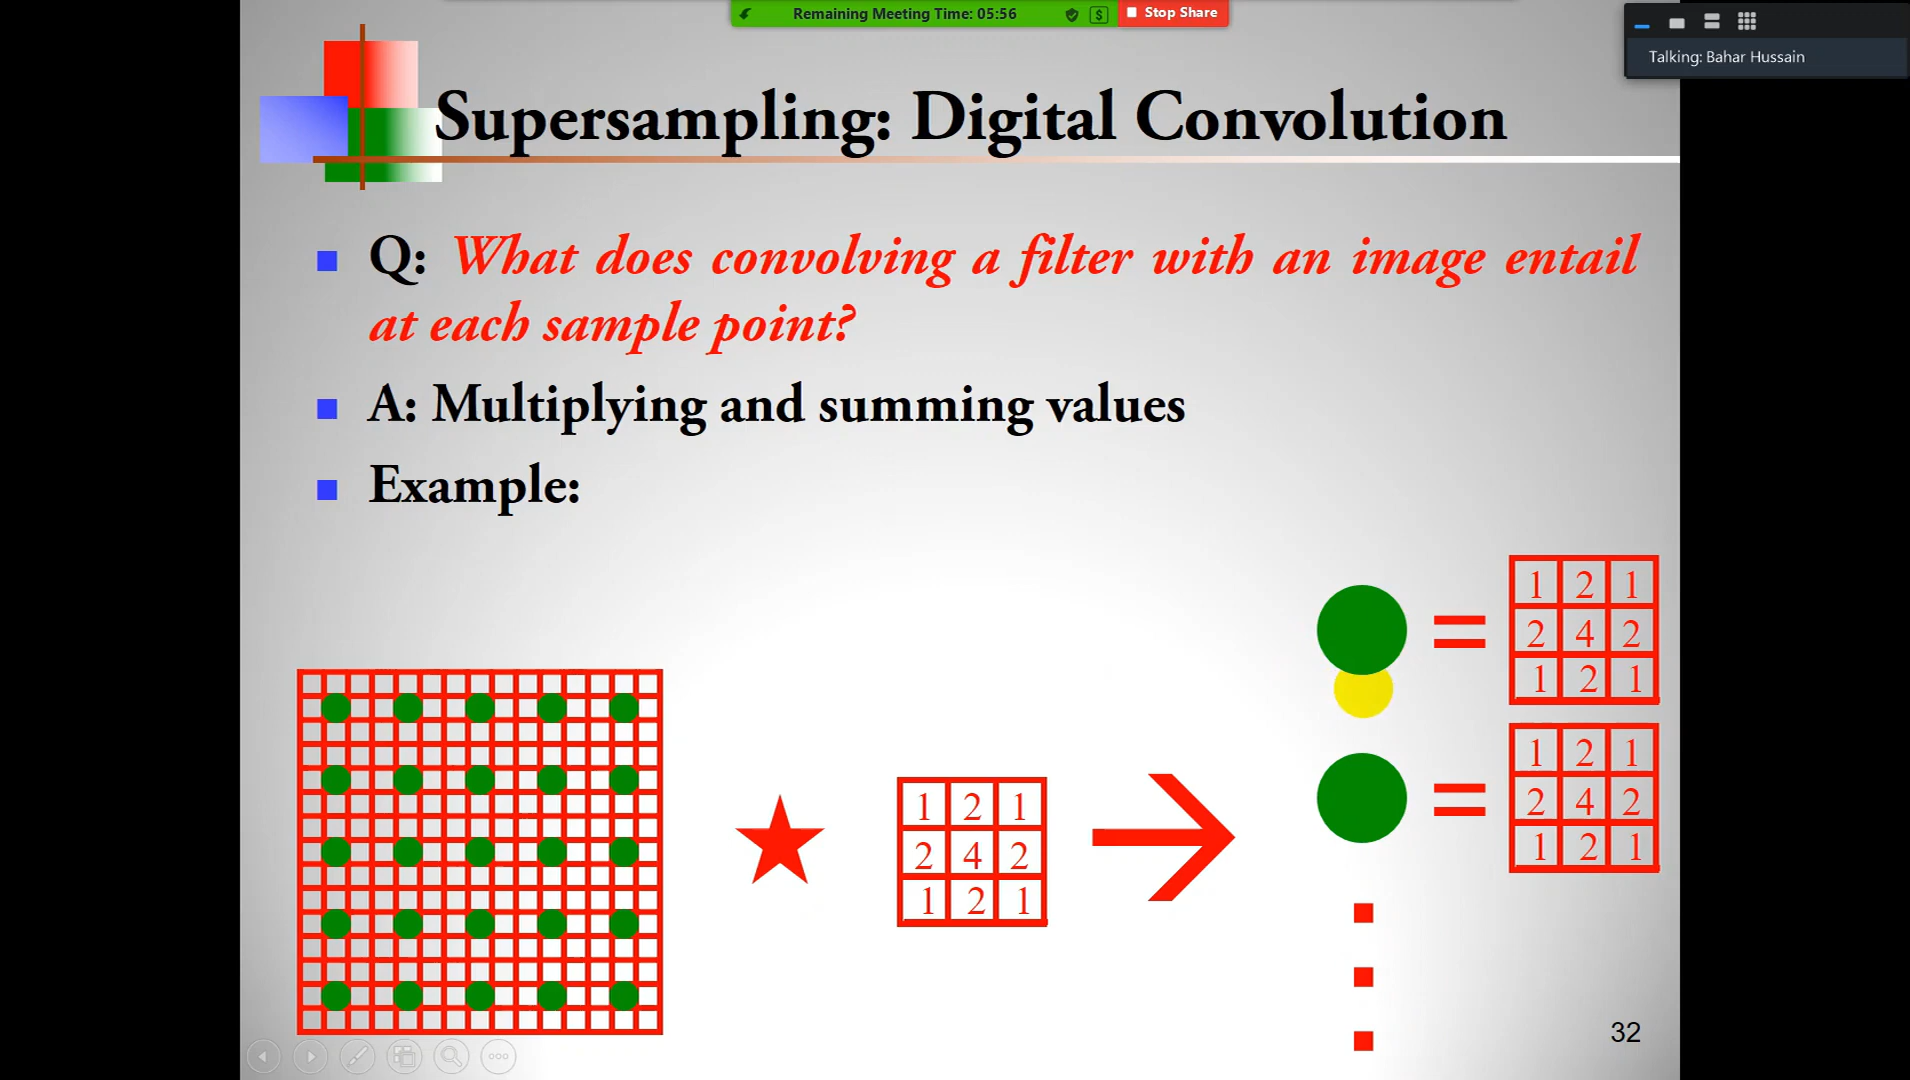 Remaining Meeting Time: 05:56
$
Stop Share
Talking: Bahar Hussain
Supersampling: Digital Convolution
Q: What does convolving a filter with an image entail
at each sample point?
A: Multiplying and summing values
Example:
1 2 1
2 4 2
1 2 1
=
1 2 1
2 4 2
1 2 1
=
1 2 1
2 4 2
1 2 1
32